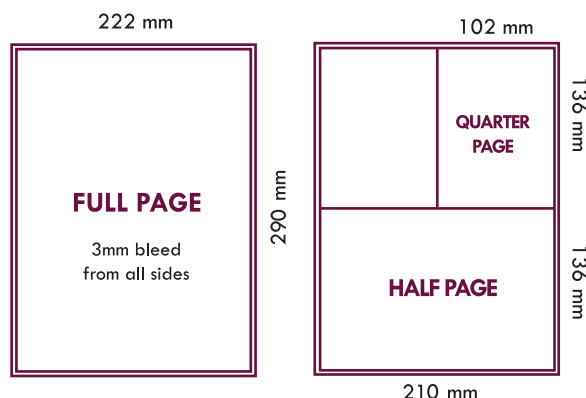 222 mm
FULL PAGE
3mm bleed
from all sides
290 mm
102 mm
QUARTER
PAGE
136 mm
HALF PAGE
136 mm
210 mm